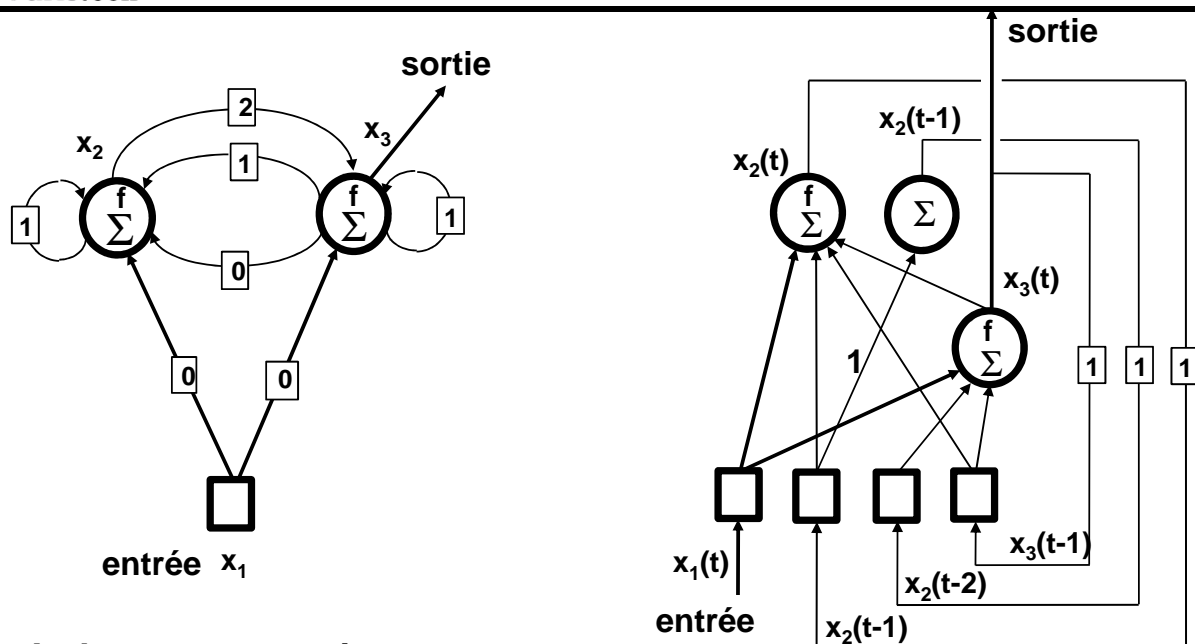 sortie
2
x2
x3
1
f
Σ
f
Σ
1
1
0
0
0
entrée x1
sortie
x2(t-1)
x2(t)
f
Σ
Σ
x3(t)
f
Σ
1
1
1
1
x3(t-1)
x1(t)
x2(t-2)
entrée
x2(t-1)